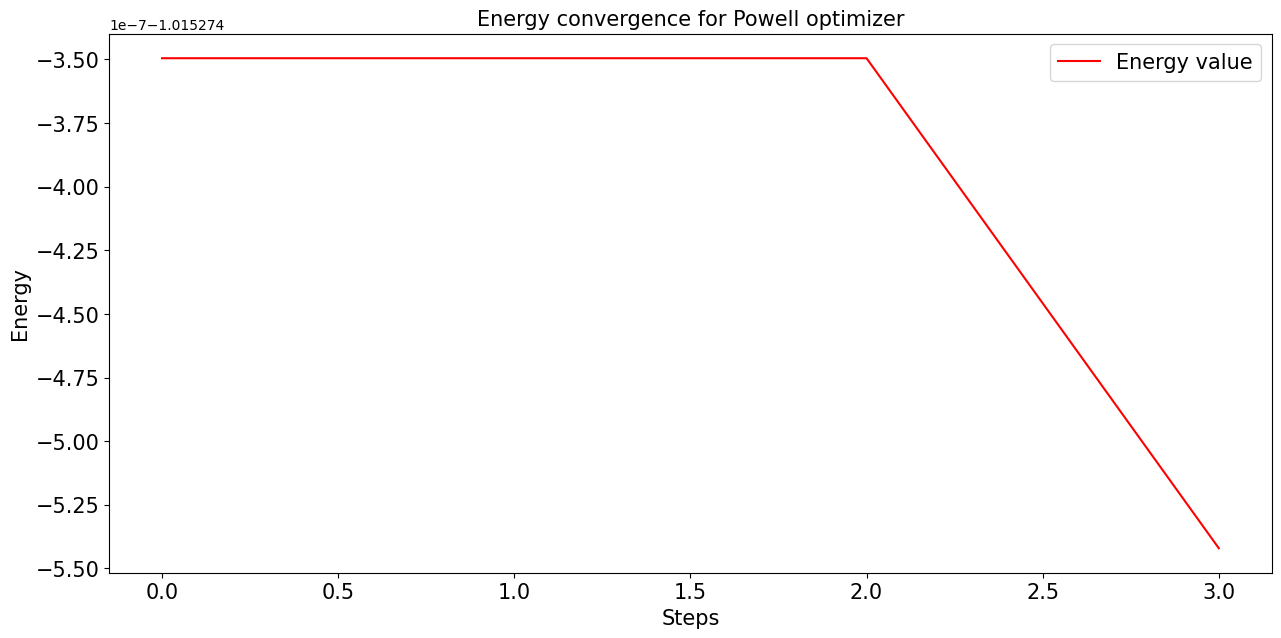 Energy convergence for Powell optimizer
1e−7−1.015274
Energy value
−3.50
−3.75
−4.00
−4.25
−4.50
−4.75
−5.00
−5.25
−5.50
Energy
0.0 0.5 1.0 1.5 2.0 2.5 3.0
Steps